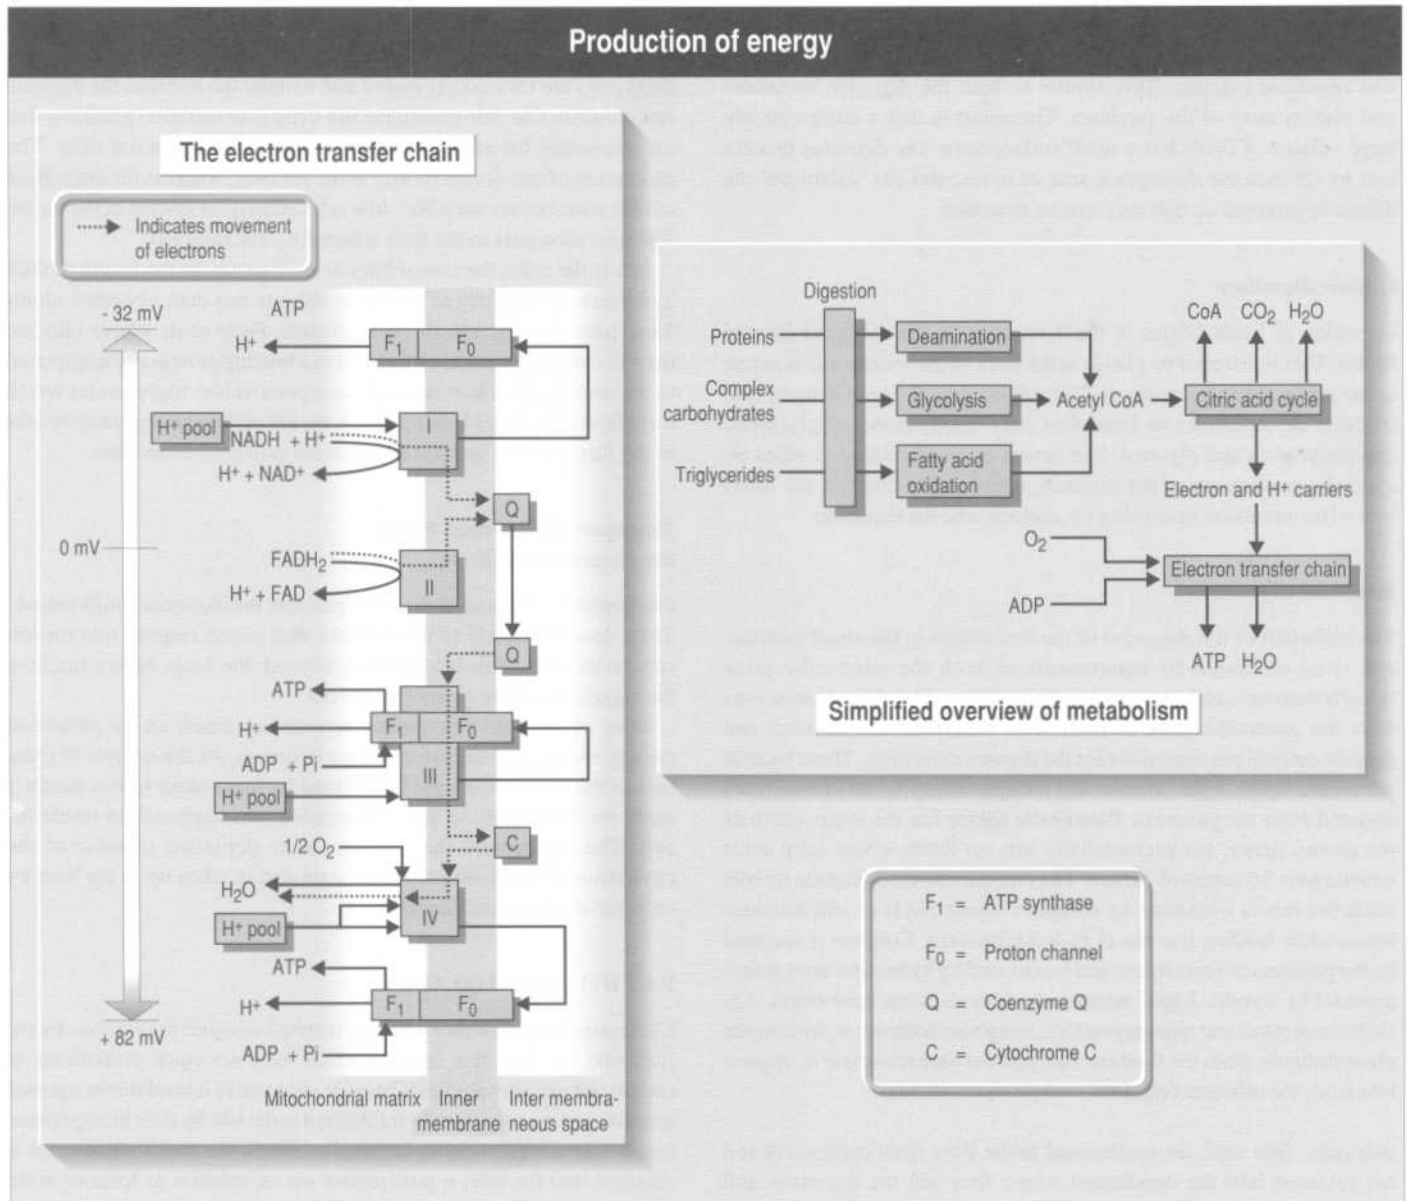 Production of energy
The electron transfer chain
Indicates movement
of electrons
- 32 mV
0 mV
+ 82 mV
ATP
H⁺
F₁
F₀
H⁺ pool
I
NADH + H⁺
H⁺ + NAD⁺
Q
FADH₂
II
H⁺ + FAD
Q
ATP
H⁺
F₁
F₀
ADP + Pi
III
H⁺ pool
1/2 O₂
C
H₂O
IV
H⁺ pool
ATP
H⁺
F₁
F₀
ADP + Pi
Mitochondrial matrix
Inner
membrane
Inter membra-
neous space
Digestion
Proteins
Complex
carbohydrates
Triglycerides
Deamination
Glycolysis
Fatty acid
oxidation
Acetyl CoA
CoA CO₂ H₂O
Citric acid cycle
Electron and H⁺ carriers
O₂
Electron transfer chain
ADP
ATP H₂O
Simplified overview of metabolism
F₁ = ATP synthase
F₀ = Proton channel
Q = Coenzyme Q
C = Cytochrome C